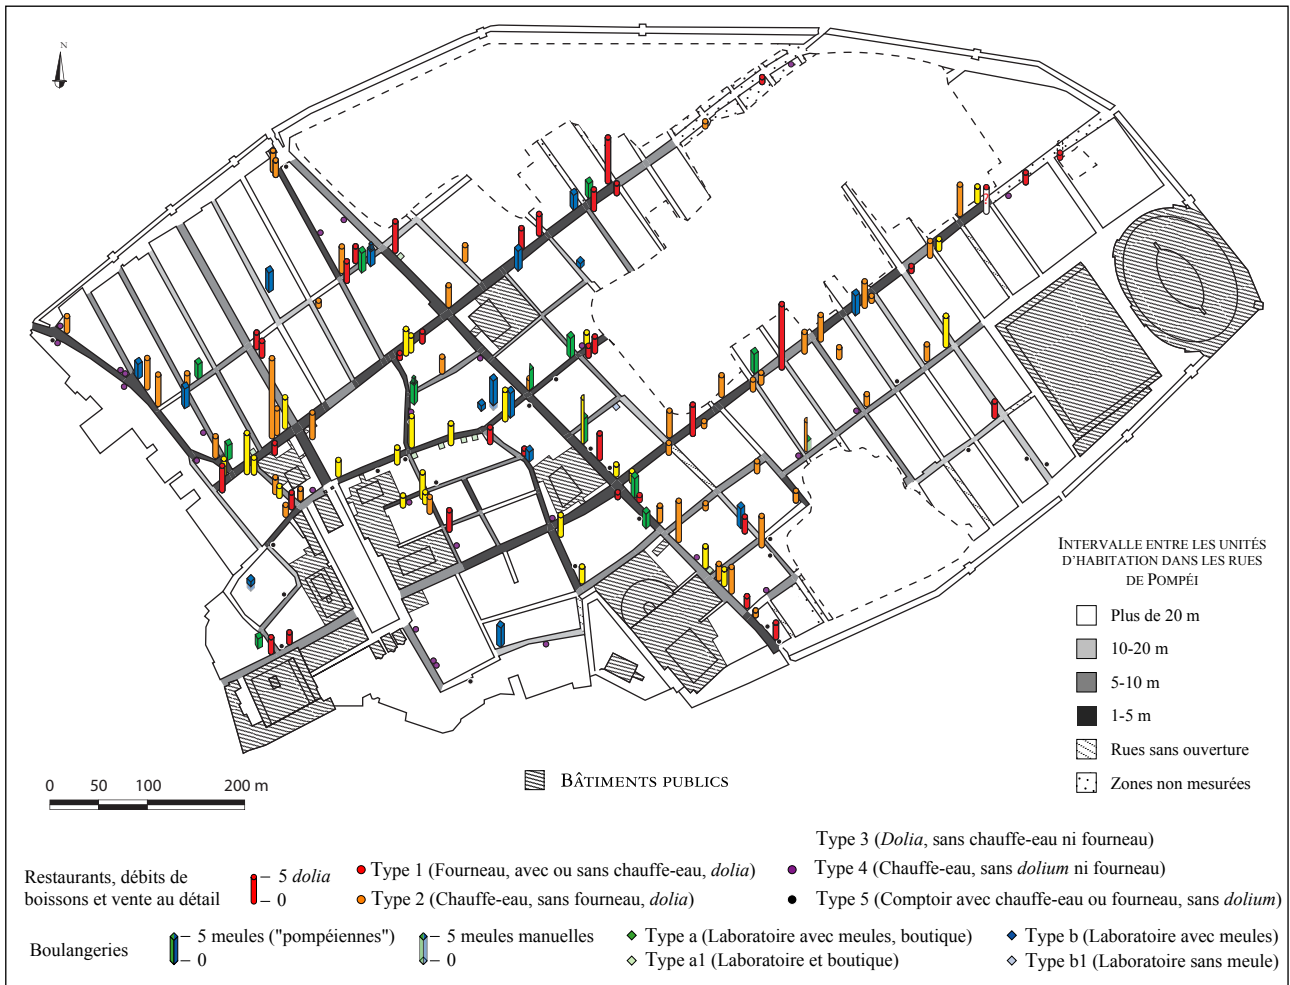 N
INTERVALLE ENTRE LES UNITÉS
D'HABITATION DANS LES RUES
DE POMPÉI
Plus de 20 m
10-20 m
5-10 m
1-5 m
Rues sans ouverture
Zones non mesurées
BÂTIMENTS PUBLICS
0 50 100 200 m
Restaurants, débits de
boissons et vente au détail
– 5 dolia
– 0
Type 1 (Fourneau, avec ou sans chauffe-eau, dolia)
Type 2 (Chauffe-eau, sans fourneau, dolia)
Type 3 (Dolia, sans chauffe-eau ni fourneau)
Type 4 (Chauffe-eau, sans dolium ni fourneau)
Type 5 (Comptoir avec chauffe-eau ou fourneau, sans dolium)
Boulangeries
– 5 meules ("pompéiennes")
– 0
– 5 meules manuelles
– 0
Type a (Laboratoire avec meules, boutique)
Type a1 (Laboratoire et boutique)
Type b (Laboratoire avec meules)
Type b1 (Laboratoire sans meule)
?